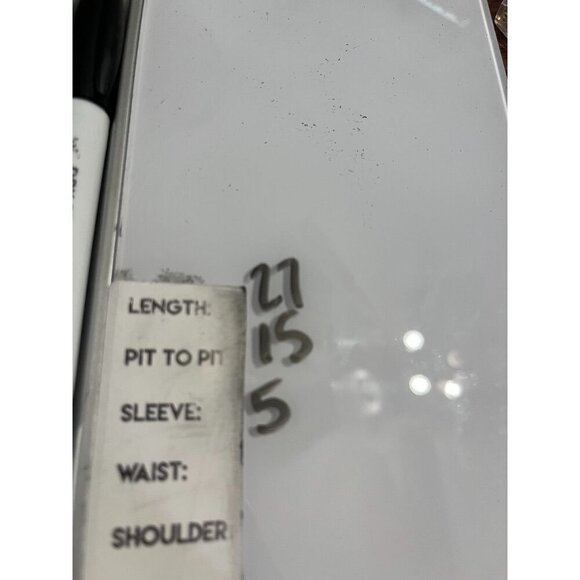 LENGTH: 27
PIT TO PIT 15
SLEEVE: 5
WAIST:
SHOULDER